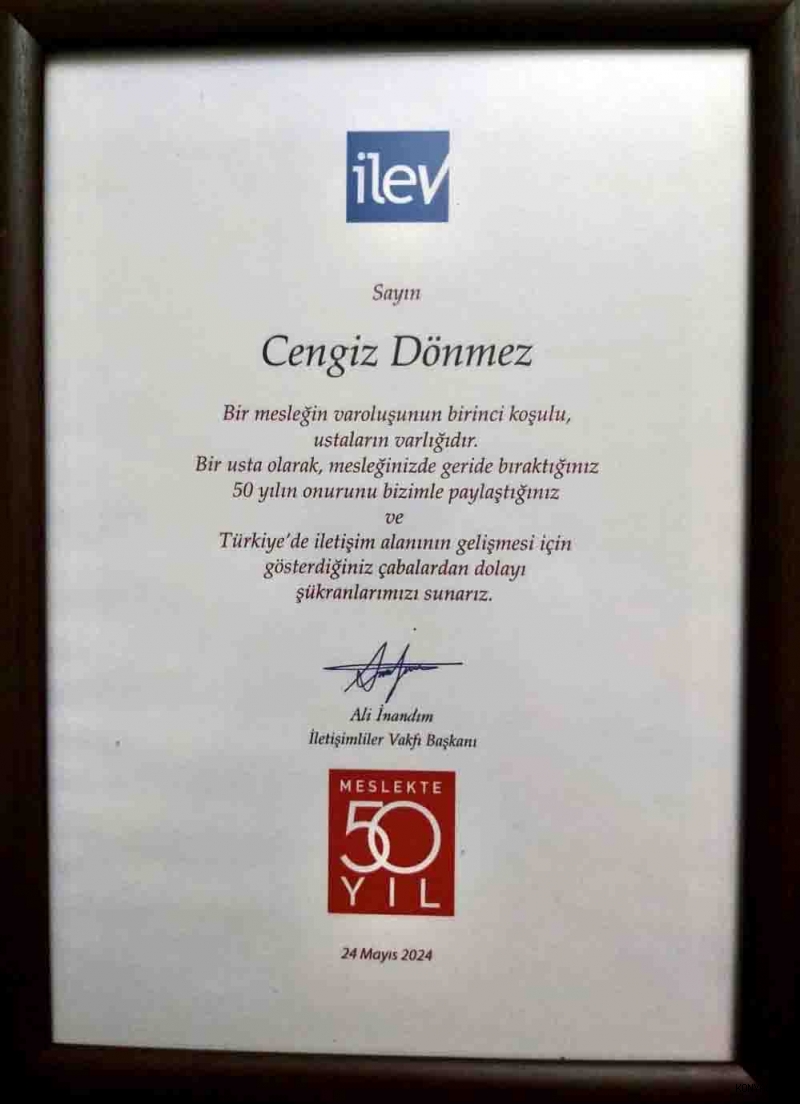 ilev
Sayın
Cengiz Dönmez
Bir mesleğin varoluşunun birinci koşulu,
ustaların varlığıdır.
Bir usta olarak, mesleğinizde geride bıraktığınız
50 yılın onurunu bizimle paylaştığınız
ve
Türkiye'de iletişim alanının gelişmesi için
gösterdiğiniz çabalardan dolayı
şükranlarımızı sunarız.
Ali İnandım
İletişimliler Vakfı Başkanı
MESLEKTE
50
YIL
24 Mayıs 2024